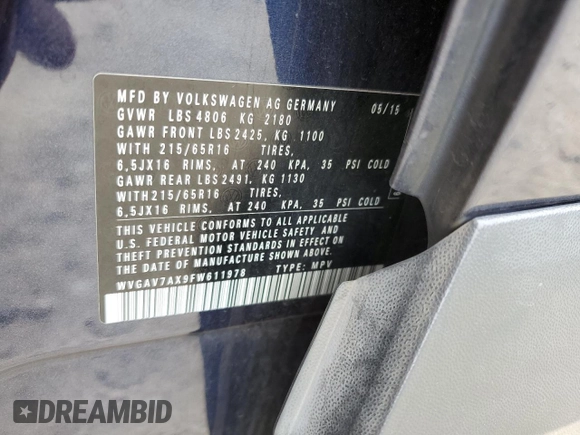 MFD BY VOLKSWAGEN AG GERMANY 05/15
GVWR LBS 4806 KG 2180
GAWR FRONT LBS 2425, KG 1100
WITH 215/65R16 TIRES,
6,5JX16 RIMS, AT 240 KPA, 35 PSI COLD
GAWR REAR LBS 2491, KG 1130
WITH 215/65R16 TIRES,
6,5JX16 RIMS, AT 240 KPA, 35 PSI COLD
THIS VEHICLE CONFORMS TO ALL APPLICABLE
U.S. FEDERAL MOTOR VEHICLE SAFETY AND
THEFT PREVENTION STANDARDS IN EFFECT ON
THE DATE OF MANUFACTURE SHOWN ABOVE
WVGAV7AX9FW611978 TYPE: MPV
DREAMBID